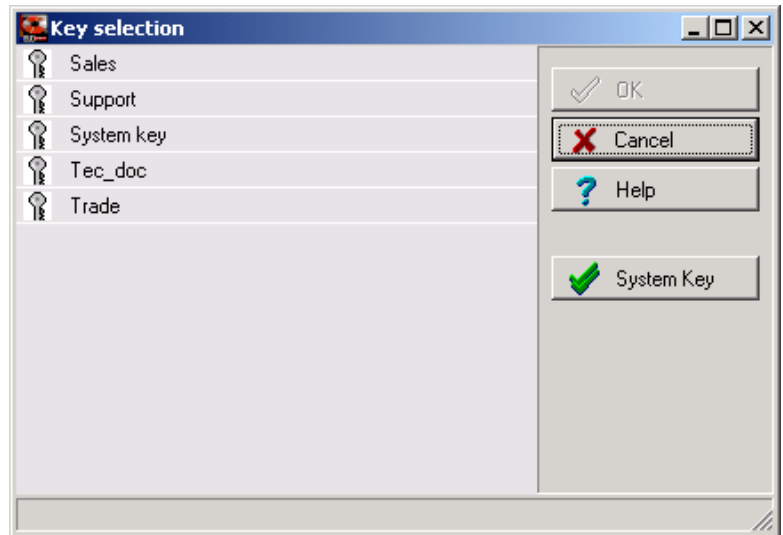 Key selection
Sales
Support
System key
Tec_doc
Trade
OK
Cancel
Help
System Key